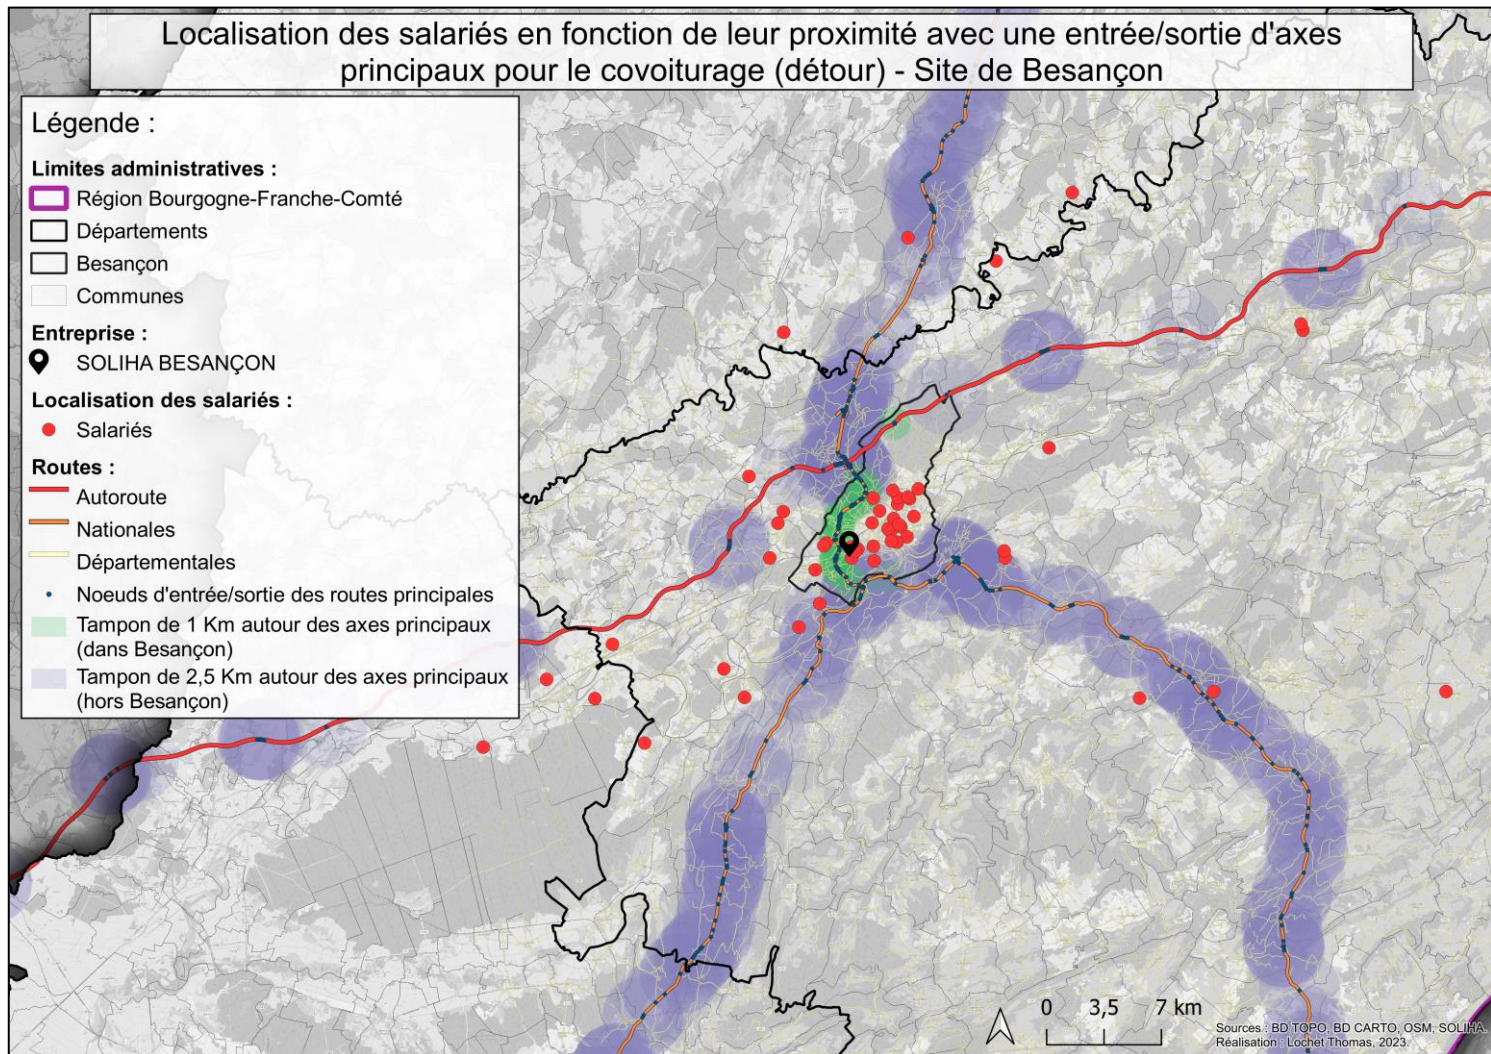 Localisation des salariés en fonction de leur proximité avec une entrée/sortie d'axes
principaux pour le covoiturage (détour) - Site de Besançon
Légende :
Limites administratives :
Région Bourgogne-Franche-Comté
Départements
Besançon
Communes
Entreprise :
SOLIHA BESANÇON
Localisation des salariés :
Salariés
Routes :
Autoroute
Nationales
Départementales
Noeuds d'entrée/sortie des routes principales
Tampon de 1 Km autour des axes principaux
(dans Besançon)
Tampon de 2,5 Km autour des axes principaux
(hors Besançon)
0 3,5 7 km
Sources : BD TOPO, BD CARTO, OSM, SOLIHA.
Réalisation : Lochet Thomas, 2023.